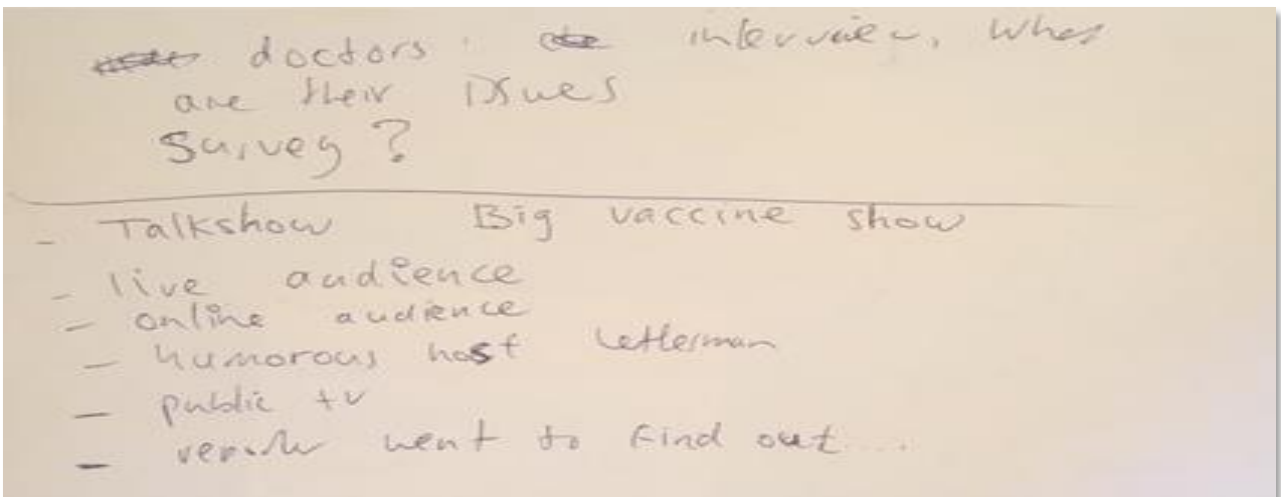 doctors interview, what
are their issues
Survey?
- Talkshow Big vaccine show
- live audience
- online audience
- humorous host Letterman
- public tv
- went to find out...